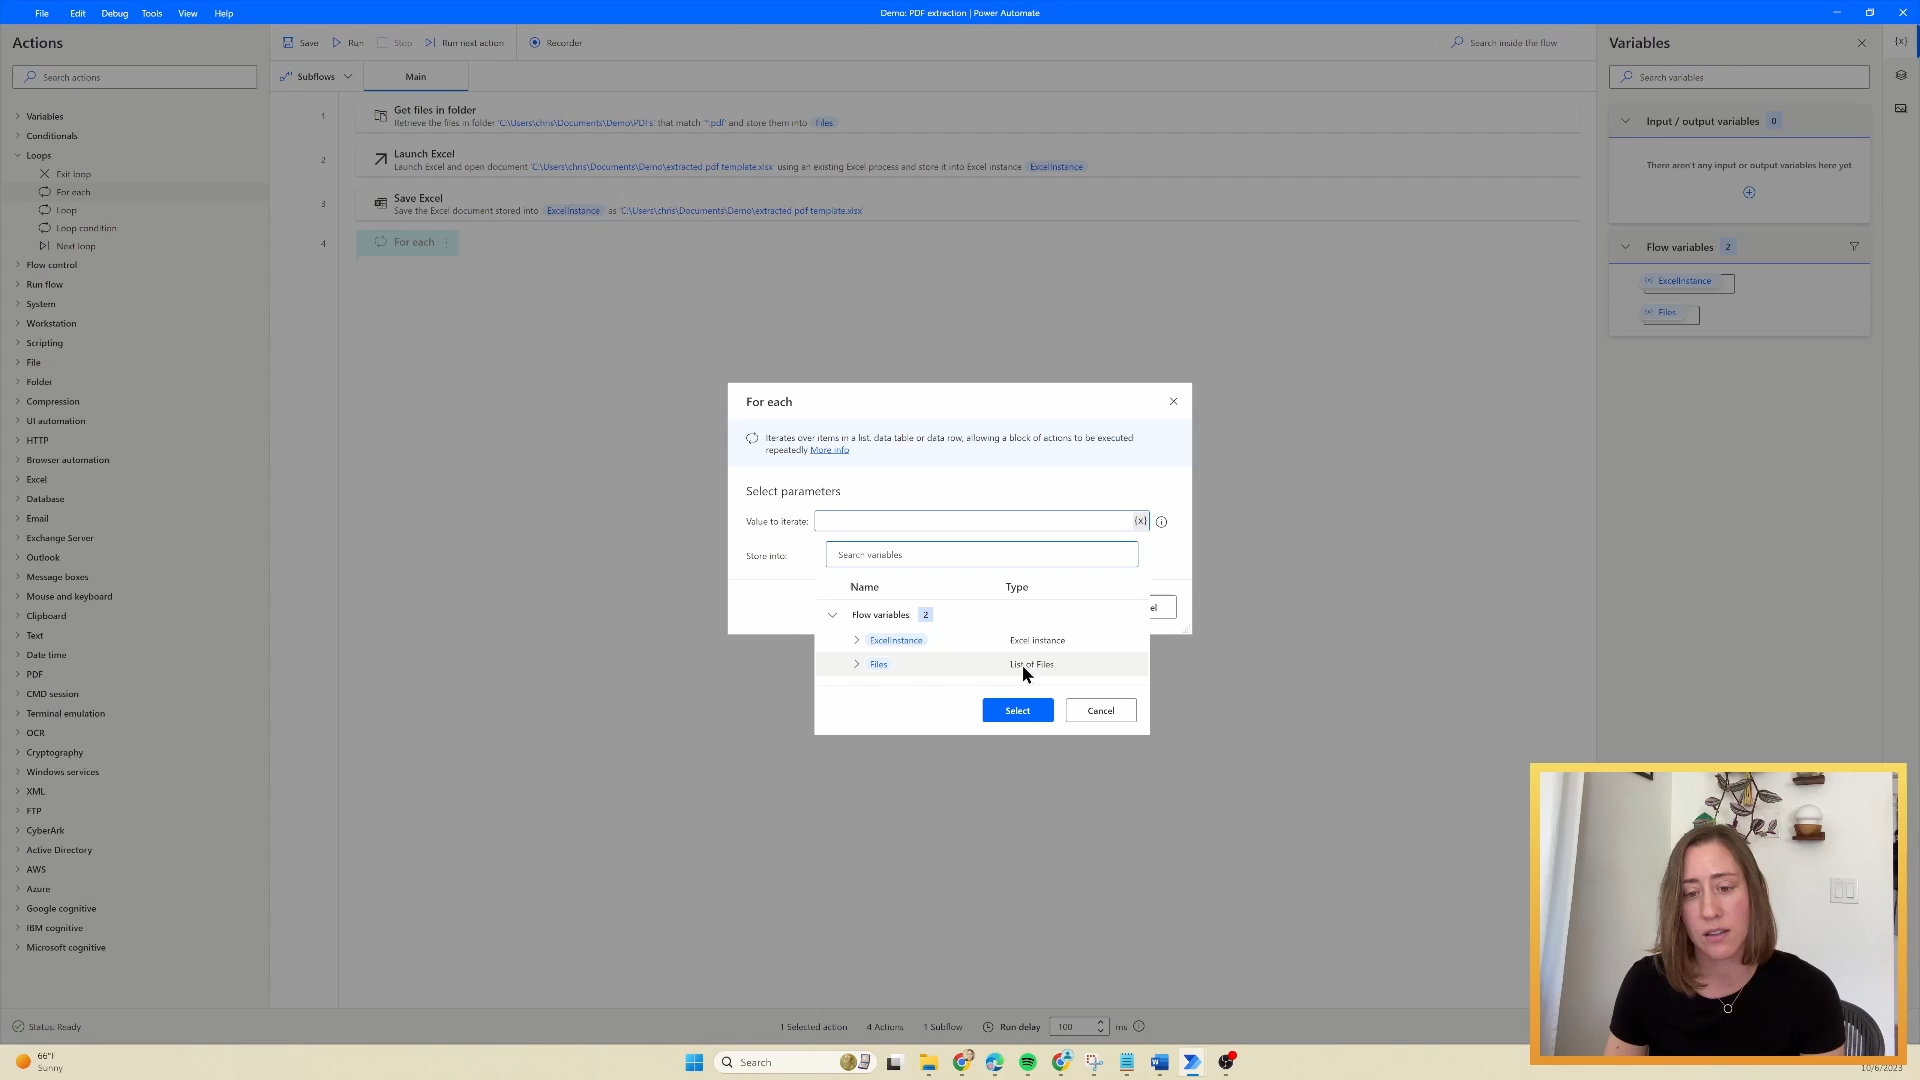 File Edit Debug Tools View Help
Demo: PDF extraction | Power Automate
Actions
Search actions
Variables
Conditionals
Loops
Exit loop
For each
Loop
Loop condition
Next loop
Flow control
Run flow
System
Workstation
Scripting
File
Folder
Compression
UI automation
HTTP
Browser automation
Excel
Database
Email
Exchange Server
Outlook
Message boxes
Mouse and keyboard
Clipboard
Text
Date time
PDF
CMD session
Terminal emulation
OCR
Cryptography
Windows services
XML
FTP
CyberArk
Active Directory
AWS
Azure
Google cognitive
IBM cognitive
Microsoft cognitive
Save Run Stop Run next action Recorder
Search inside the flow
Subflows Main
1 Get files in folder
Retrieve the files in folder 'C:\Users\chris\Documents\Demo\PDFs' that match '*.pdf' and store them into Files
2 Launch Excel
Launch Excel and open document 'C:\Users\chris\Documents\Demo\extracted pdf template.xlsx' using an existing Excel process and store it into Excel instance ExcelInstance
3 Save Excel
Save the Excel document stored into ExcelInstance as 'C:\Users\chris\Documents\Demo\extracted pdf template.xlsx'
4 For each
For each
Iterates over items in a list, data table or data row, allowing a block of actions to be executed
repeatedly More info
Select parameters
Value to iterate: {x}
Store into: Search variables
Name Type
Flow variables 2
el
ExcelInstance Excel instance
Files List of Files
Select Cancel
Variables
{x}
Search variables
Input / output variables 0
There aren't any input or output variables here yet
Flow variables 2
(x) ExcelInstance
(x) Files
Status: Ready
1 Selected action 4 Actions 1 Subflow Run delay 100 ms
66°F
Sunny
Search
10/6/2023